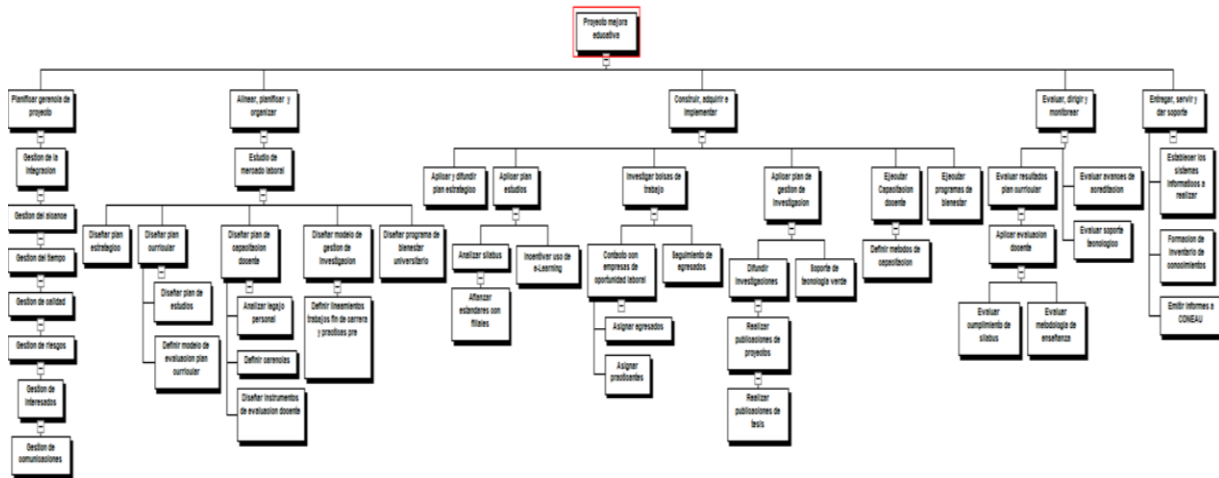 Proyecto mejora
educativa
Planificar gerencia de
proyecto
Alinear, planificar y
organizar
Construir, adquirir e
implementar
Evaluar, dirigir y
monitorear
Entregar, servir y
dar soporte
Gestion de la
integracion
Gestion del alcance
Gestion del tiempo
Gestion de calidad
Gestion de riesgos
Gestion de
interesados
Gestion de
comunicaciones
Estudio de
mercado laboral
Diseñar plan
estrategico
Diseñar plan
curricular
Diseñar plan de
estudios
Definir modelo de
evaluacion plan
curricular
Diseñar plan de
capacitacion
docente
Analizar legajo
personal
Definir carencias
Diseñar instrumentos
de evaluacion docente
Diseñar modelo de
gestion de
investigacion
Definir lineamientos
trabajos fin de carrera
y practicas pre
Diseñar programa de
bienestar
universitario
Aplicar y difundir
plan estrategico
Aplicar plan
estudios
Analizar silabus
Afianzar
estandares con
filiales
Incentivar uso de
e-Learning
Investigar bolsas de
trabajo
Contacto con
empresas de
oportunidad laboral
Asignar egresados
Asignar
practicantes
Seguimiento de
egresados
Aplicar plan de
gestion de
investigacion
Difundir
investigaciones
Realizar
publicaciones de
proyectos
Realizar
publicaciones de
tesis
Soporte de
tecnologia verde
Ejecutar
Capacitacion
docente
Definir metodos de
capacitacion
Ejecutar
programas de
bienestar
Evaluar resultados
plan curricular
Aplicar evaluacion
docente
Evaluar
cumplimiento de
silabus
Evaluar
metodologia de
enseñanza
Evaluar avances de
acreditacion
Evaluar soporte
tecnologico
Establecer los
sistemas
informaticos a
realizar
Formacion de
inventario de
conocimientos
Emitir informes a
CONEAU